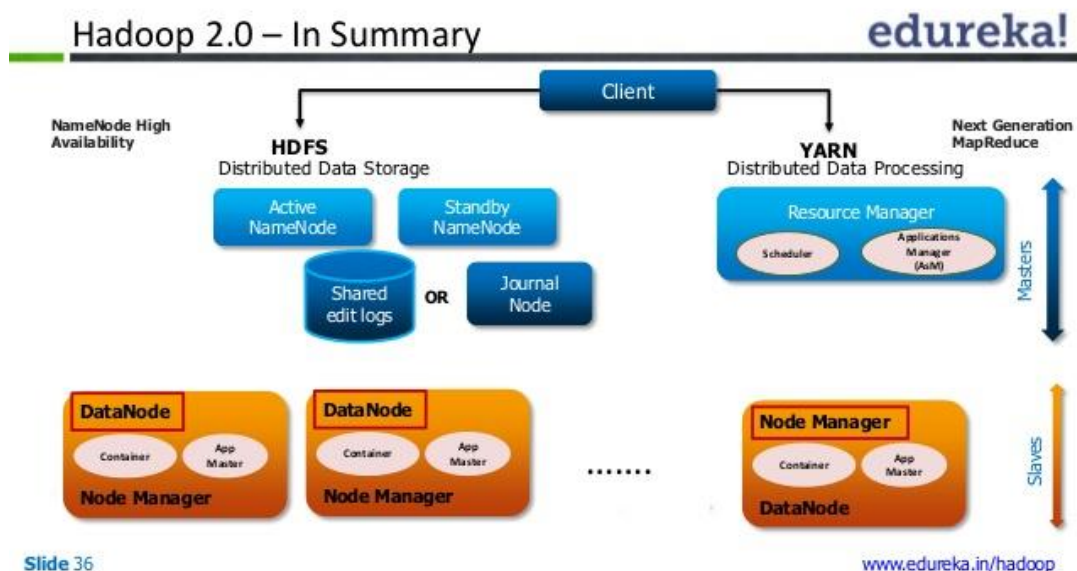 Hadoop 2.0 – In Summary
edureka!
Client
NameNode High
Availability
HDFS
Distributed Data Storage
YARN
Distributed Data Processing
Next Generation
MapReduce
Active
NameNode
Standby
NameNode
Resource Manager
Scheduler
Applications
Manager
(AsM)
Shared
edit logs
OR
Journal
Node
Masters
DataNode
Container
App
Master
Node Manager
DataNode
Container
App
Master
Node Manager
.......
Node Manager
Container
App
Master
DataNode
Slaves
Slide 36
www.edureka.in/hadoop